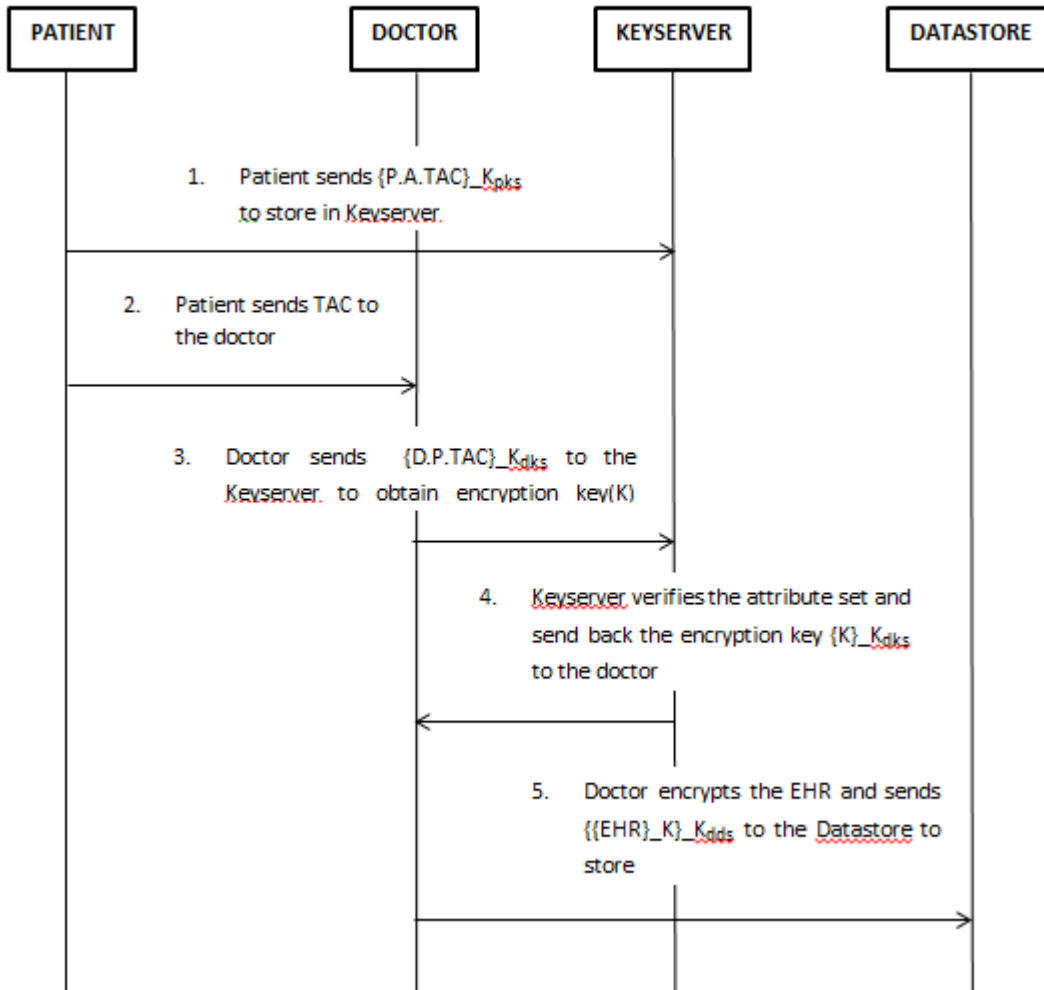 PATIENT
DOCTOR
KEYSERVER
DATASTORE
1. Patient sends {P.A.TAC}_Kpks
to store in Keyserver.
2. Patient sends TAC to
the doctor
3. Doctor sends {D.P.TAC}_Kdks to the
Keyserver to obtain encryption key(K)
4. Keyserver verifies the attribute set and
send back the encryption key {K}_Kdks
to the doctor
5. Doctor encrypts the EHR and sends
{{EHR}_K}_Kdds to the Datastore to
store